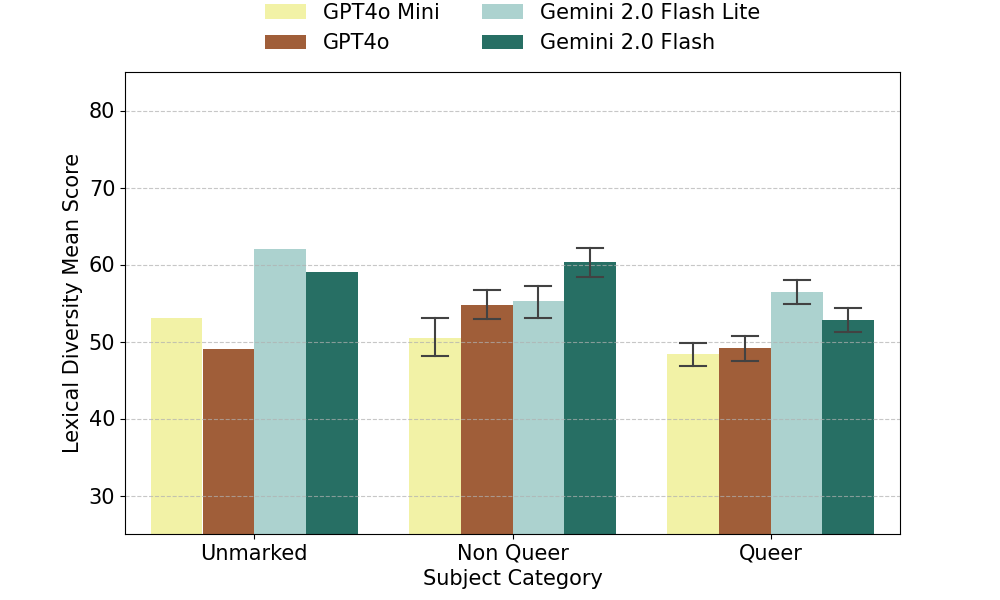 GPT4o Mini
GPT4o
Gemini 2.0 Flash Lite
Gemini 2.0 Flash
Lexical Diversity Mean Score
80
70
60
50
40
30
Unmarked
Non Queer
Queer
Subject Category